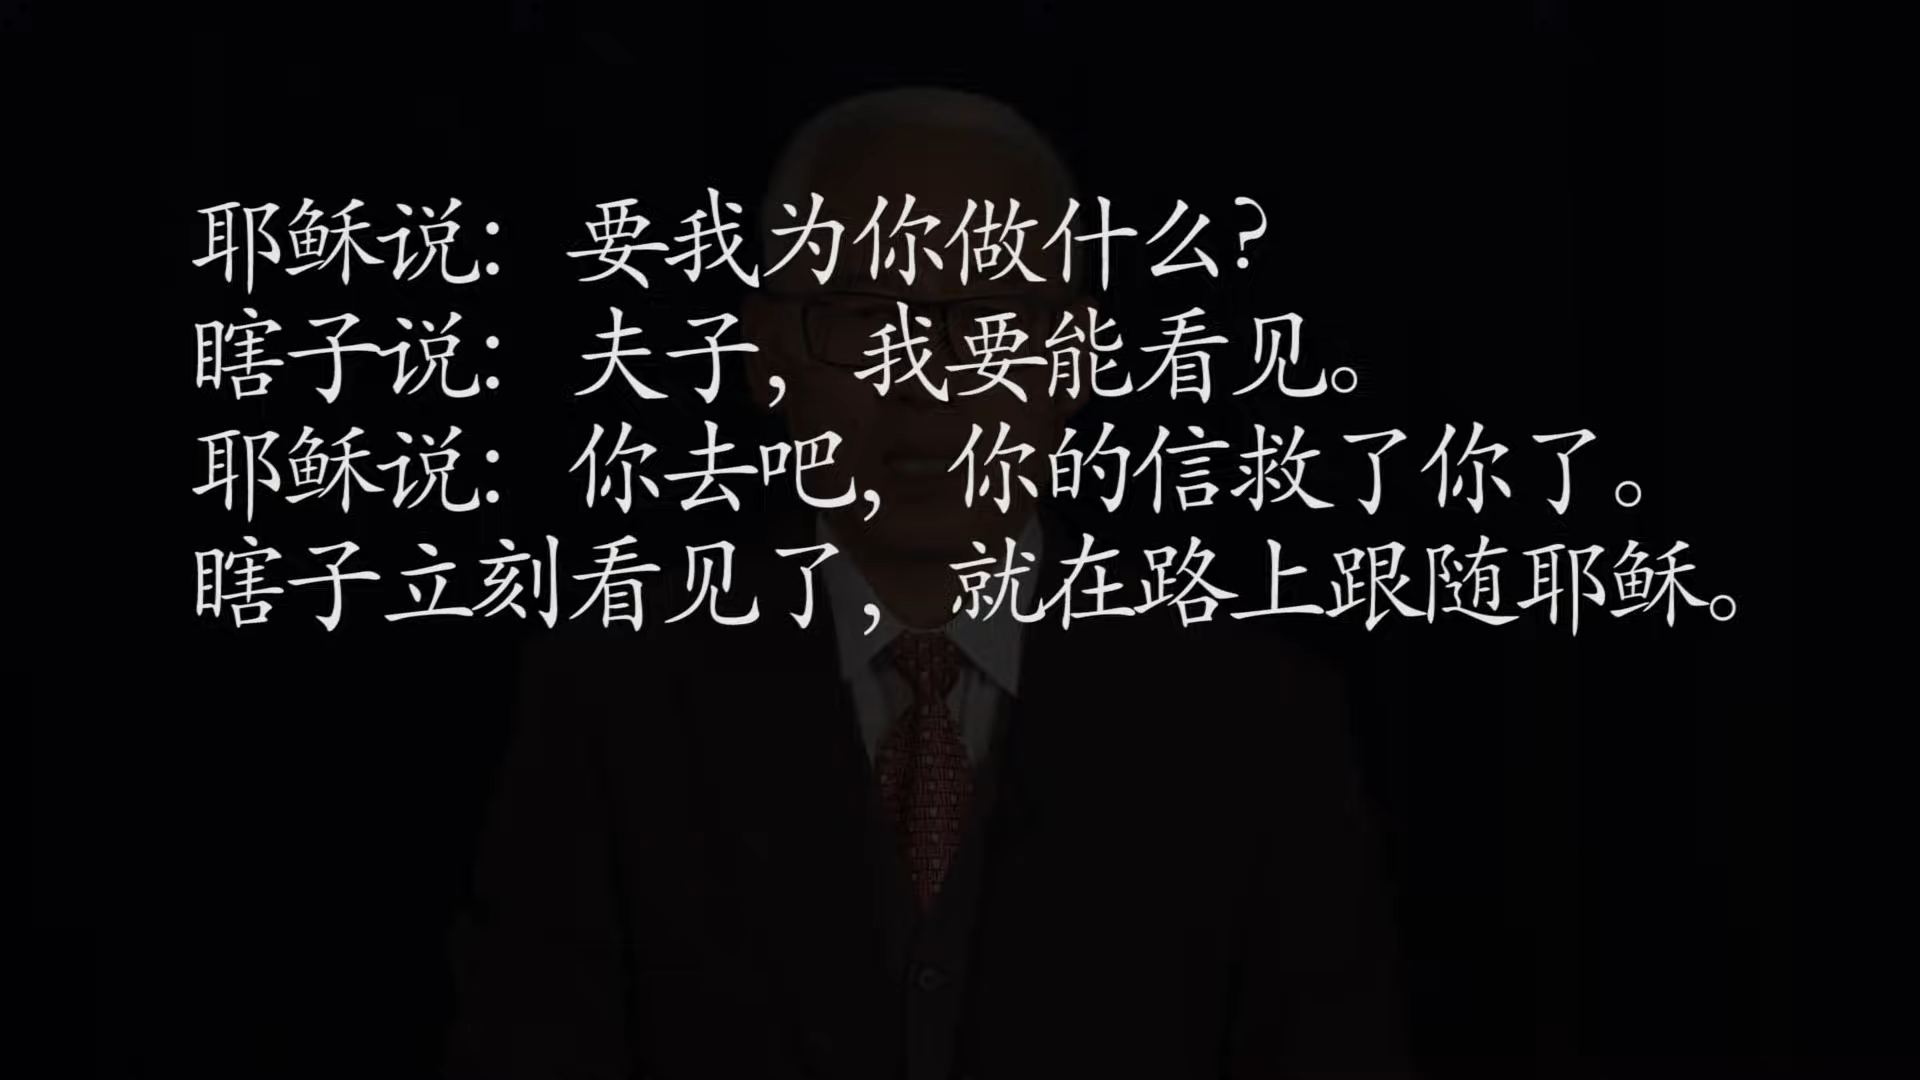 耶稣说：要我为你做什么?
瞎子说：夫子，我要能看见。
耶稣说：你去吧，你的信救了你了。
瞎子立刻看见了，就在路上跟随耶稣。